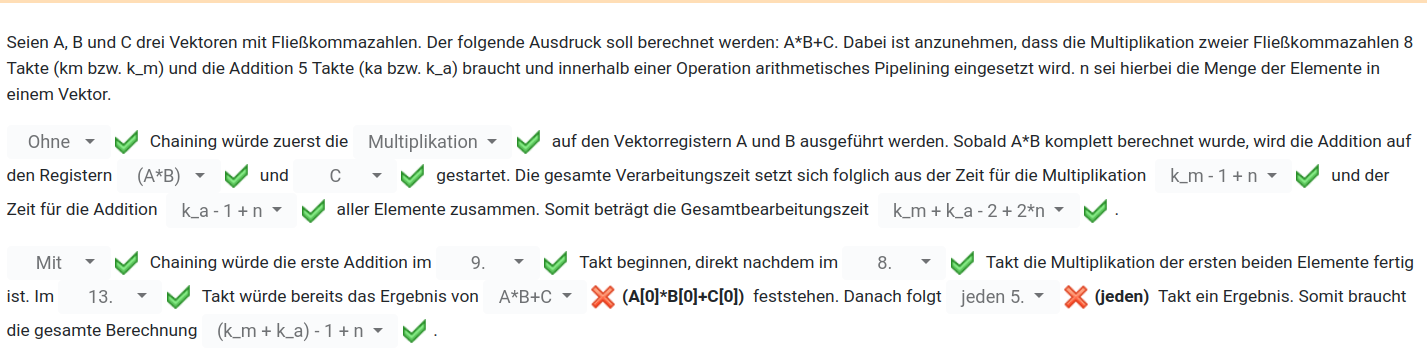 Seien A, B und C drei Vektoren mit Fließkommazahlen. Der folgende Ausdruck soll berechnet werden: A*B+C. Dabei ist anzunehmen, dass die Multiplikation zweier Fließkommazahlen 8
Takte (km bzw. k_m) und die Addition 5 Takte (ka bzw. k_a) braucht und innerhalb einer Operation arithmetisches Pipelining eingesetzt wird. n sei hierbei die Menge der Elemente in
einem Vektor.
Ohne Chaining würde zuerst die Multiplikation auf den Vektorregistern A und B ausgeführt werden. Sobald A*B komplett berechnet wurde, wird die Addition auf
den Registern (A*B) und C gestartet. Die gesamte Verarbeitungszeit setzt sich folglich aus der Zeit für die Multiplikation k_m - 1 + n und der
Zeit für die Addition k_a - 1 + n aller Elemente zusammen. Somit beträgt die Gesamtbearbeitungszeit k_m + k_a - 2 + 2*n .
Mit Chaining würde die erste Addition im 9. Takt beginnen, direkt nachdem im 8. Takt die Multiplikation der ersten beiden Elemente fertig
ist. Im 13. Takt würde bereits das Ergebnis von A*B+C (A[0]*B[0]+C[0]) feststehen. Danach folgt jeden 5. (jeden) Takt ein Ergebnis. Somit braucht
die gesamte Berechnung (k_m + k_a) - 1 + n .